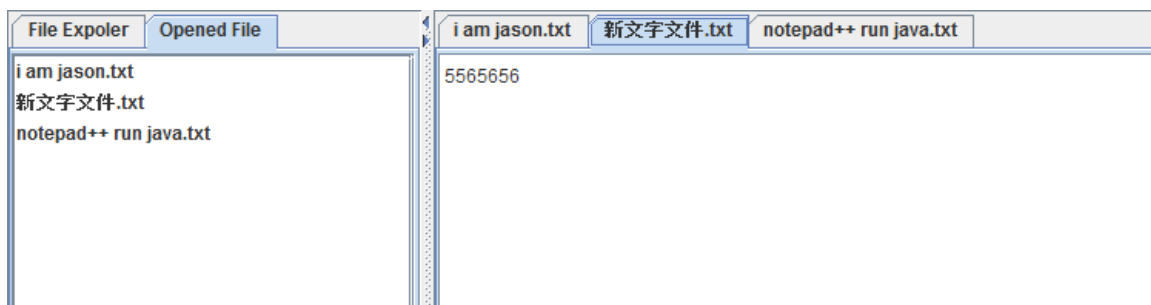 File Expoler
Opened File
i am jason.txt
新文字文件.txt
notepad++ run java.txt
i am jason.txt
新文字文件.txt
notepad++ run java.txt
5565656